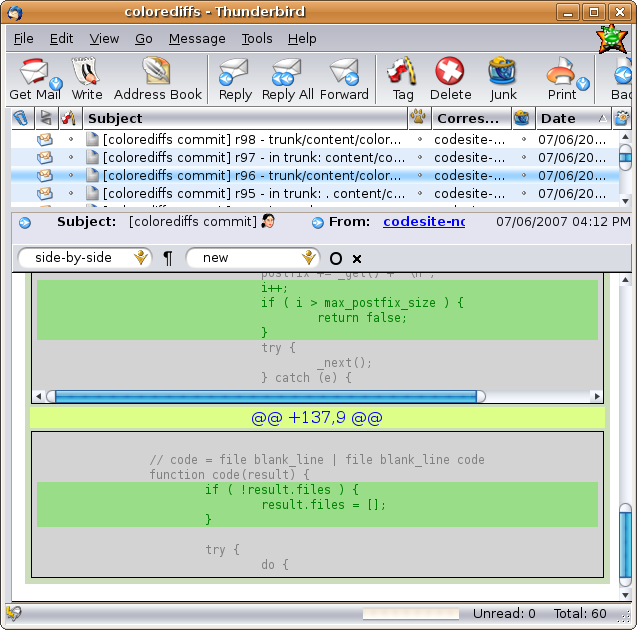 colorediffs - Thunderbird
File Edit View Go Message Tools Help
Get Mail Write Address Book Reply Reply All Forward Tag Delete Junk Print Bac
Subject Corres... Date
[colorediffs commit] r98 - trunk/content/color... codesite-... 07/06/20...
[colorediffs commit] r97 - in trunk: content/co... codesite-... 07/06/20...
[colorediffs commit] r96 - trunk/content/color... codesite-... 07/06/20...
[colorediffs commit] r95 - in trunk: . content/c... codesite-... 07/06/20...
Subject: [colorediffs commit] From: codesite-no 07/06/2007 04:12 PM
side-by-side ¶ new O ×
postfix += _get() + "\n";
i++;
if ( i > max_postfix_size ) {
return false;
}
try {
_next();
} catch (e) {
@@ +137,9 @@
// code = file blank_line | file blank_line code
function code(result) {
if ( !result.files ) {
result.files = [];
}
try {
do {
Unread: 0 Total: 60